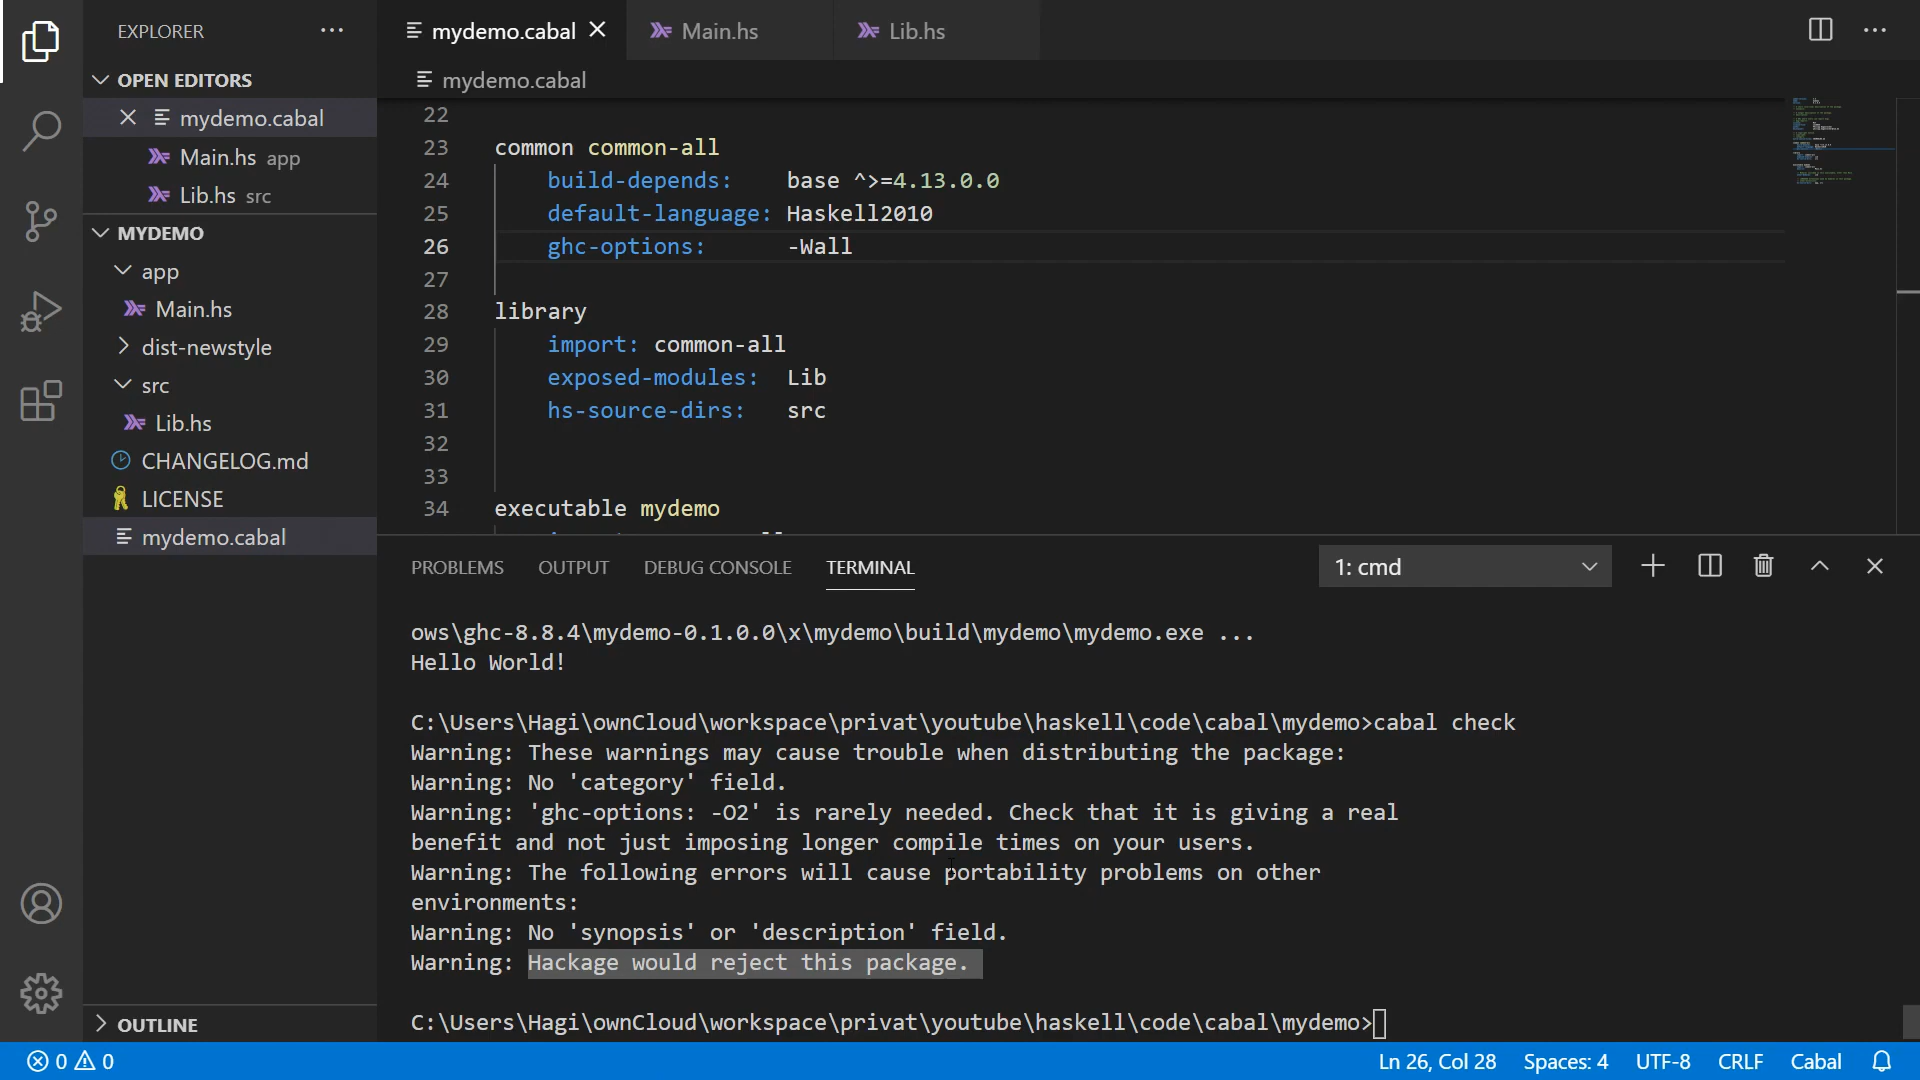 EXPLORER
OPEN EDITORS
mydemo.cabal
Main.hs app
Lib.hs src
MYDEMO
app
Main.hs
dist-newstyle
src
Lib.hs
CHANGELOG.md
LICENSE
mydemo.cabal
OUTLINE
mydemo.cabal
Main.hs
Lib.hs
mydemo.cabal
22
23 common common-all
24 build-depends: base ^>=4.13.0.0
25 default-language: Haskell2010
26 ghc-options: -Wall
27
28 library
29 import: common-all
30 exposed-modules: Lib
31 hs-source-dirs: src
32
33
34 executable mydemo
PROBLEMS OUTPUT DEBUG CONSOLE TERMINAL 1: cmd
ows\ghc-8.8.4\mydemo-0.1.0.0\x\mydemo\build\mydemo\mydemo.exe ...
Hello World!
C:\Users\Hagi\ownCloud\workspace\privat\youtube\haskell\code\cabal\mydemo>cabal check
Warning: These warnings may cause trouble when distributing the package:
Warning: No 'category' field.
Warning: 'ghc-options: -O2' is rarely needed. Check that it is giving a real
benefit and not just imposing longer compile times on your users.
Warning: The following errors will cause portability problems on other
environments:
Warning: No 'synopsis' or 'description' field.
Warning: Hackage would reject this package.
C:\Users\Hagi\ownCloud\workspace\privat\youtube\haskell\code\cabal\mydemo>
0 0 Ln 26, Col 28 Spaces: 4 UTF-8 CRLF Cabal